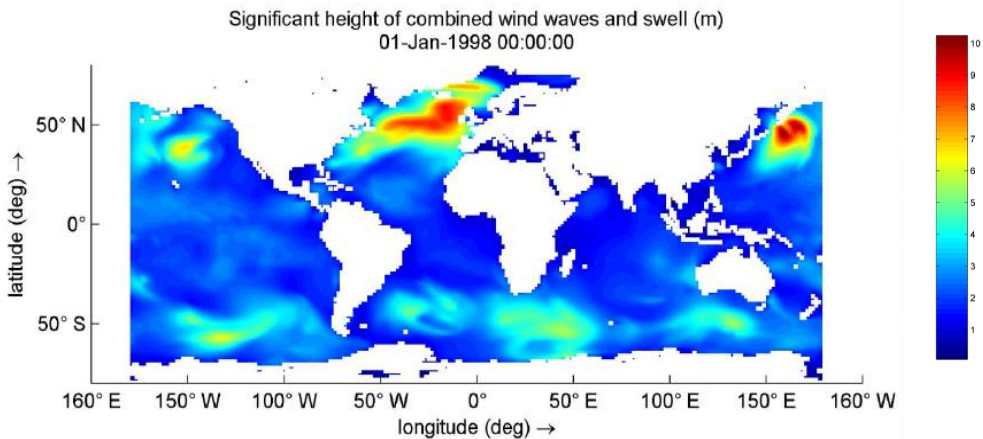 Significant height of combined wind waves and swell (m)
01-Jan-1998 00:00:00
10
9
8
7
6
5
4
3
2
1
50° N
0°
50° S
latitude (deg) →
160° E
150° W
100° W
50° W
0°
50° E
100° E
150° E
160° W
longitude (deg) →